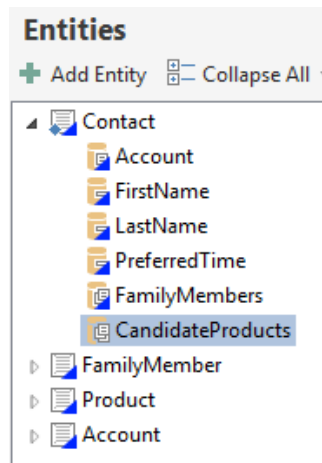 Entities
Add Entity Collapse All
Contact
Account
FirstName
LastName
PreferredTime
FamilyMembers
CandidateProducts
FamilyMember
Product
Account